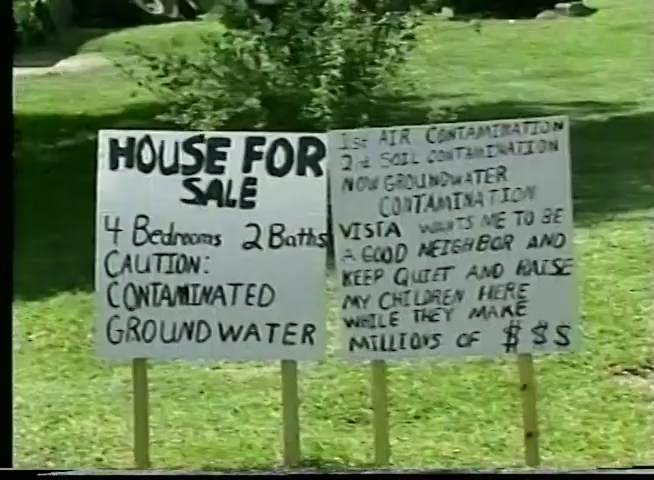 HOUSE FOR
SALE
4 Bedrooms 2 Baths
CAUTION:
CONTAMINATED
GROUNDWATER
1st AIR CONTAMINATION
2nd SOIL CONTAMINATION
NOW GROUNDWATER
CONTAMINATION
VISTA WANTS ME TO BE
A GOOD NEIGHBOR AND
KEEP QUIET AND RAISE
MY CHILDREN HERE
WHILE THEY MAKE
MILLIONS OF $ $ $